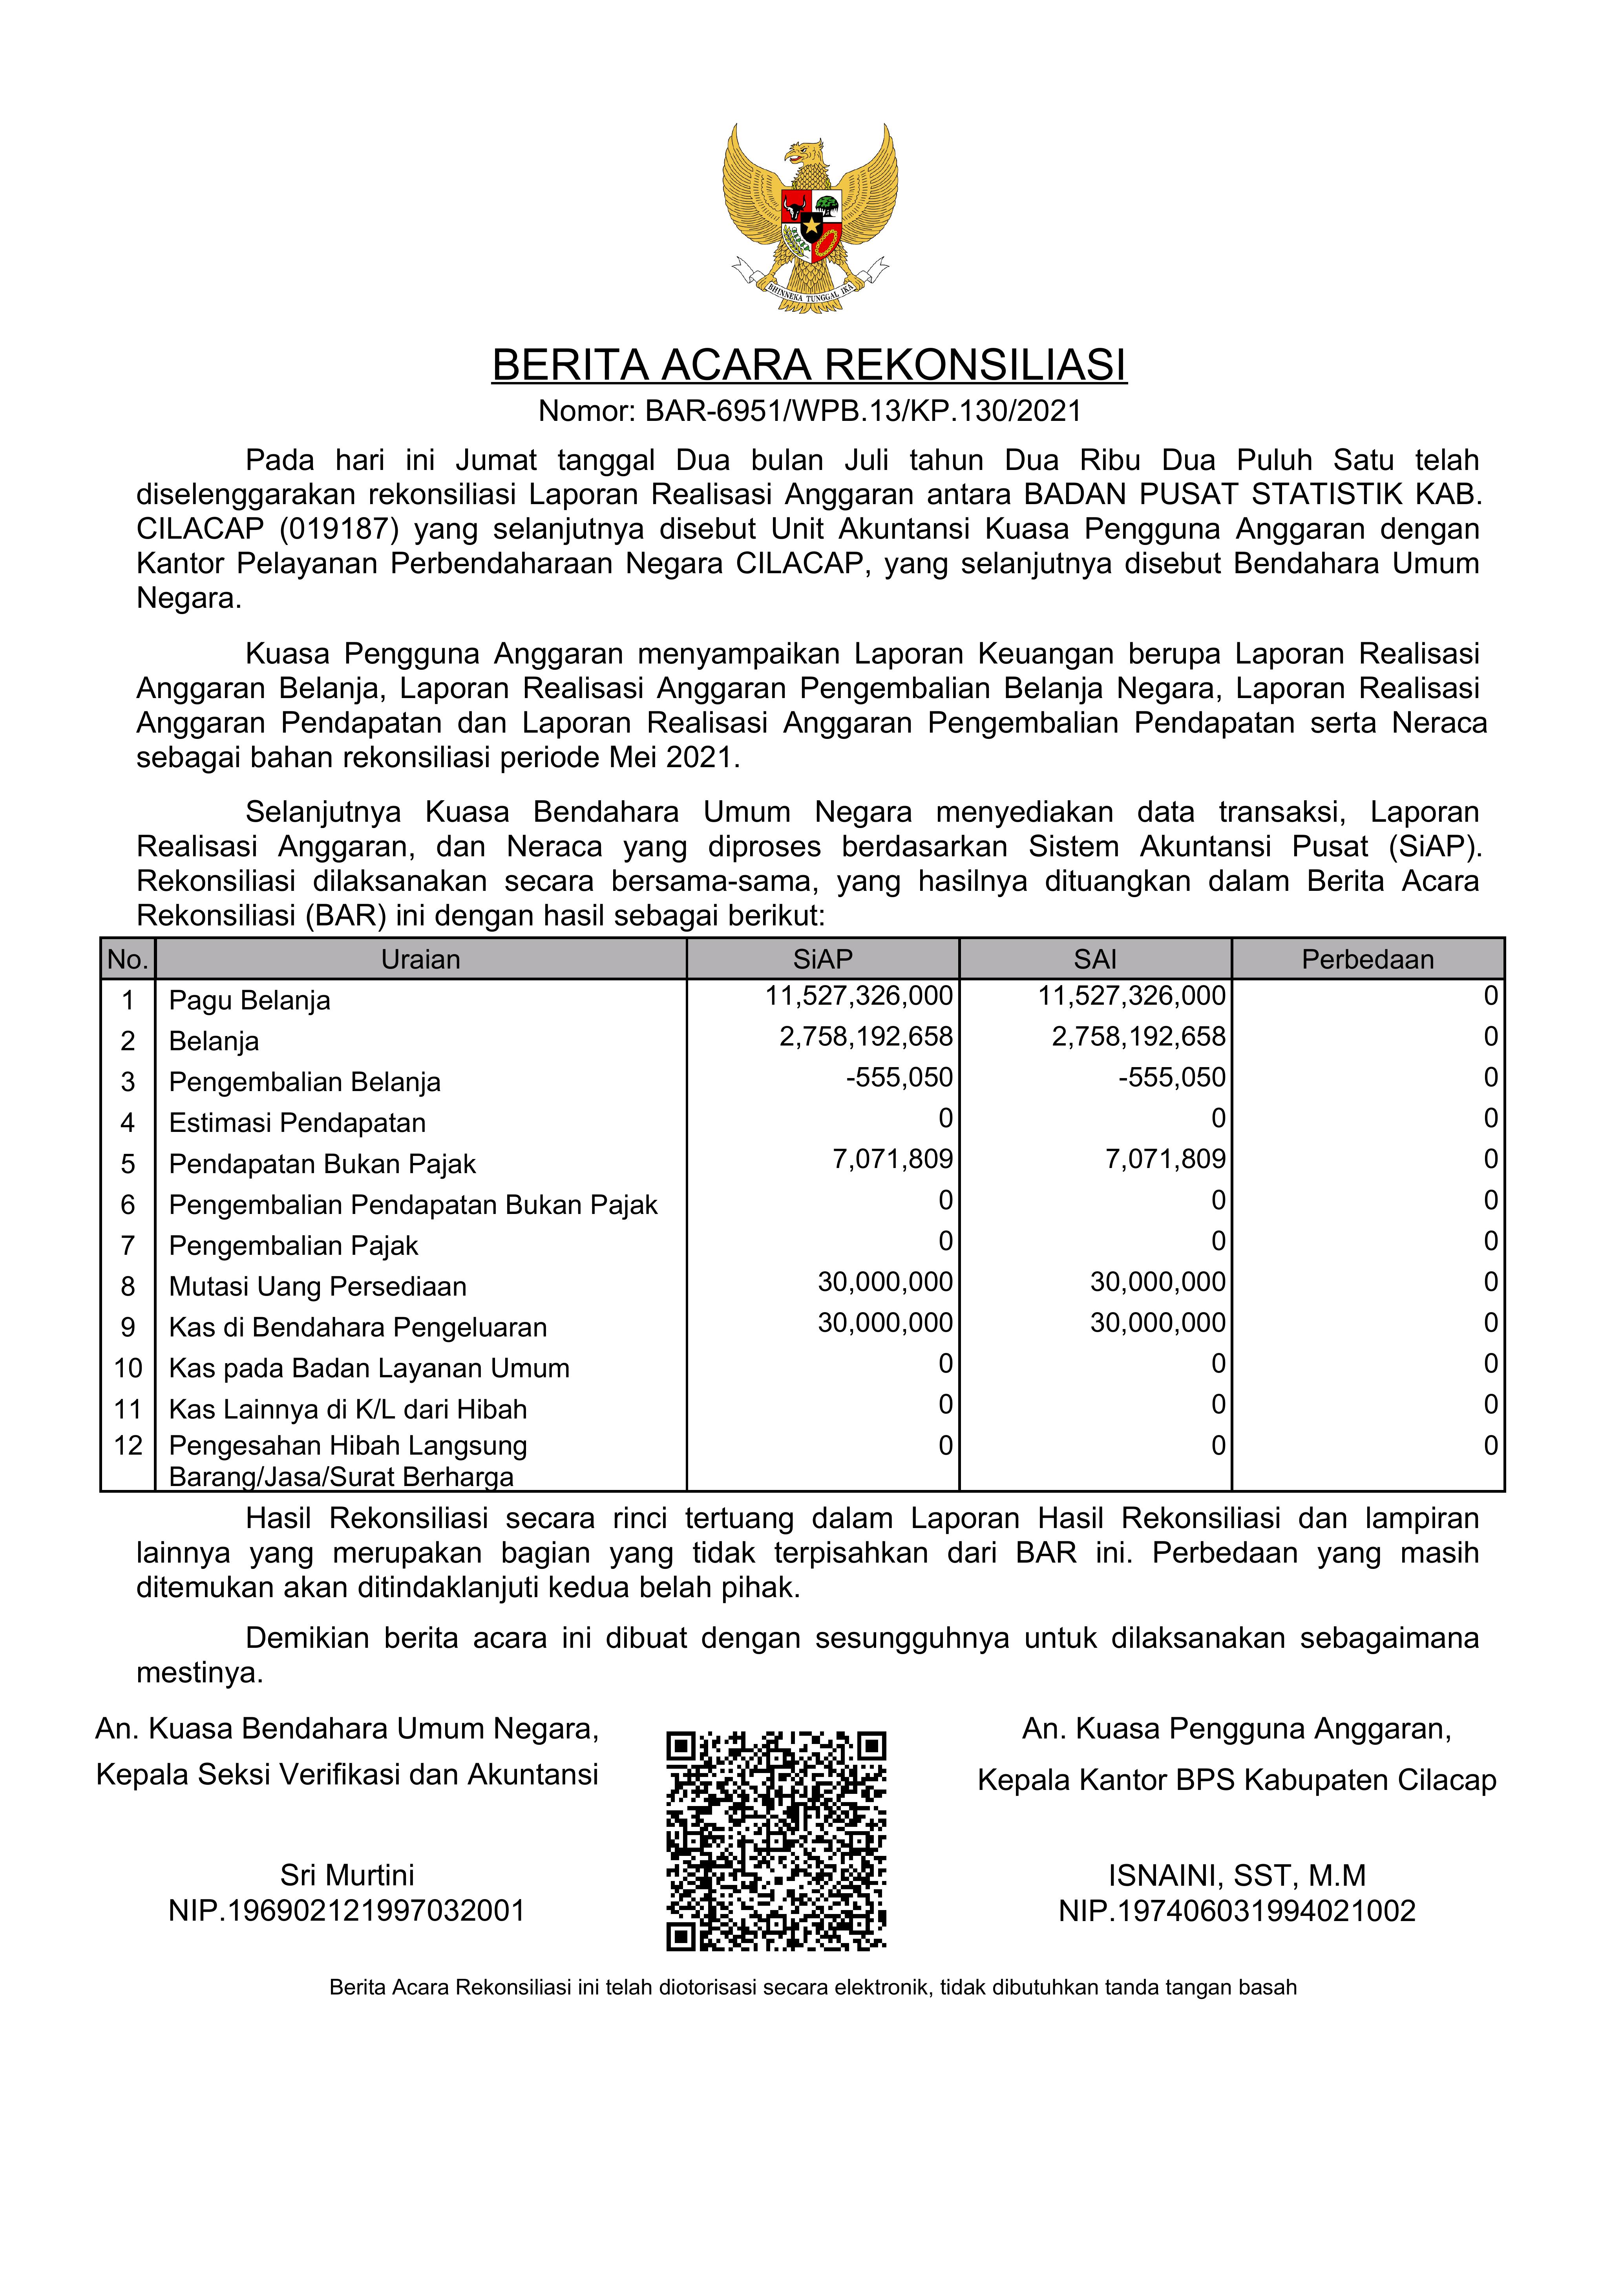 BHINNEKA TUNGGAL IKA
BERITA ACARA REKONSILIASI
Nomor: BAR-6951/WPB.13/KP.130/2021
Pada hari ini Jumat tanggal Dua bulan Juli tahun Dua Ribu Dua Puluh Satu telah
diselenggarakan rekonsiliasi Laporan Realisasi Anggaran antara BADAN PUSAT STATISTIK KAB.
CILACAP (019187) yang selanjutnya disebut Unit Akuntansi Kuasa Pengguna Anggaran dengan
Kantor Pelayanan Perbendaharaan Negara CILACAP, yang selanjutnya disebut Bendahara Umum
Negara.
Kuasa Pengguna Anggaran menyampaikan Laporan Keuangan berupa Laporan Realisasi
Anggaran Belanja, Laporan Realisasi Anggaran Pengembalian Belanja Negara, Laporan Realisasi
Anggaran Pendapatan dan Laporan Realisasi Anggaran Pengembalian Pendapatan serta Neraca
sebagai bahan rekonsiliasi periode Mei 2021.
Selanjutnya Kuasa Bendahara Umum Negara menyediakan data transaksi, Laporan
Realisasi Anggaran, dan Neraca yang diproses berdasarkan Sistem Akuntansi Pusat (SiAP).
Rekonsiliasi dilaksanakan secara bersama-sama, yang hasilnya dituangkan dalam Berita Acara
Rekonsiliasi (BAR) ini dengan hasil sebagai berikut:
No. Uraian SiAP SAI Perbedaan
1 Pagu Belanja 11,527,326,000 11,527,326,000 0
2 Belanja 2,758,192,658 2,758,192,658 0
3 Pengembalian Belanja -555,050 -555,050 0
4 Estimasi Pendapatan 0 0 0
5 Pendapatan Bukan Pajak 7,071,809 7,071,809 0
6 Pengembalian Pendapatan Bukan Pajak 0 0 0
7 Pengembalian Pajak 0 0 0
8 Mutasi Uang Persediaan 30,000,000 30,000,000 0
9 Kas di Bendahara Pengeluaran 30,000,000 30,000,000 0
10 Kas pada Badan Layanan Umum 0 0 0
11 Kas Lainnya di K/L dari Hibah 0 0 0
12 Pengesahan Hibah Langsung 0 0 0
Barang/Jasa/Surat Berharga
Hasil Rekonsiliasi secara rinci tertuang dalam Laporan Hasil Rekonsiliasi dan lampiran
lainnya yang merupakan bagian yang tidak terpisahkan dari BAR ini. Perbedaan yang masih
ditemukan akan ditindaklanjuti kedua belah pihak.
Demikian berita acara ini dibuat dengan sesungguhnya untuk dilaksanakan sebagaimana
mestinya.
An. Kuasa Bendahara Umum Negara,
Kepala Seksi Verifikasi dan Akuntansi
Sri Murtini
NIP.196902121997032001
An. Kuasa Pengguna Anggaran,
Kepala Kantor BPS Kabupaten Cilacap
ISNAINI, SST, M.M
NIP.197406031994021002
Berita Acara Rekonsiliasi ini telah diotorisasi secara elektronik, tidak dibutuhkan tanda tangan basah